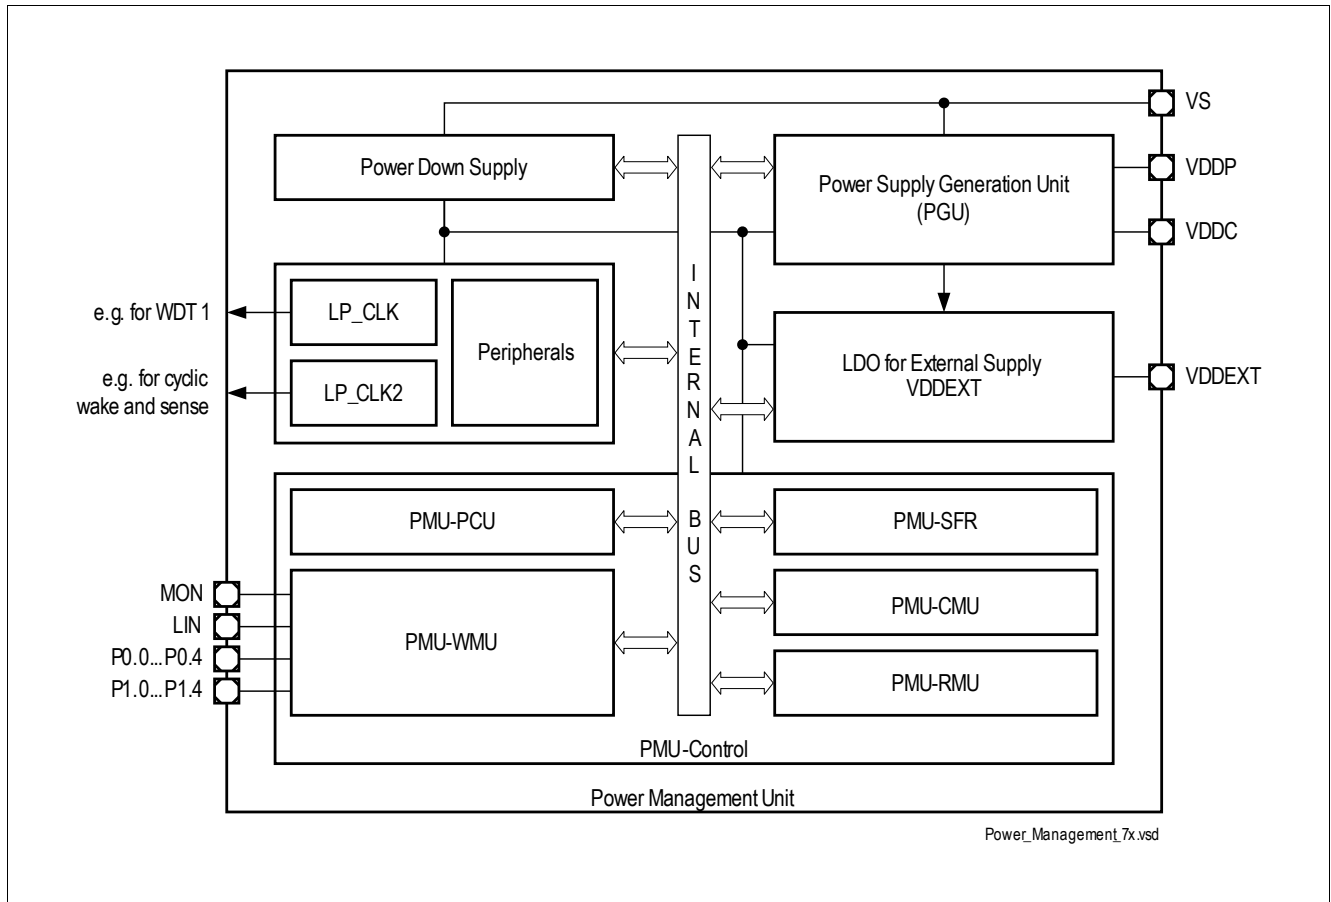 VS
Power Down Supply
Power Supply Generation Unit
(PGU)
VDDP
VDDC
INTERNAL BUS
e.g. for WDT 1
LP_CLK
Peripherals
e.g. for cyclic
wake and sense
LP_CLK2
LDO for External Supply
VDDEXT
VDDEXT
PMU-PCU
PMU-SFR
MON
LIN
P0.0...P0.4
P1.0...P1.4
PMU-WMU
PMU-CMU
PMU-RMU
PMU-Control
Power Management Unit
Power_Management_7x.vsd